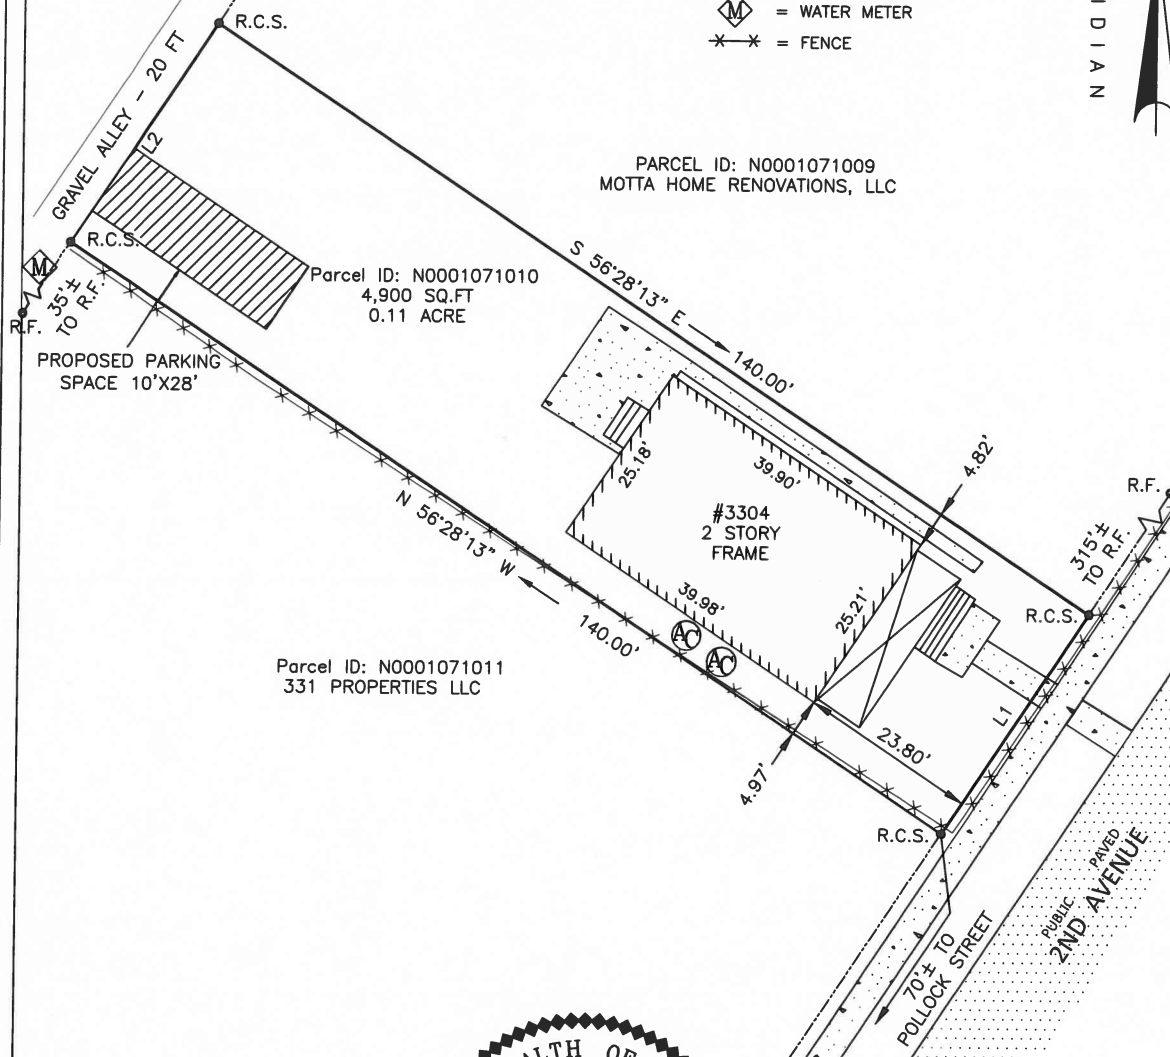 R.C.S.
M = WATER METER
= FENCE
IDIAN
GRAVEL ALLEY - 20 FT
L2
PARCEL ID: N0001071009
MOTTA HOME RENOVATIONS, LLC
R.C.S.
M
35'±
TO R.F.
R.F.
Parcel ID: N0001071010
4,900 SQ.FT
0.11 ACRE
S 56°28'13" E
140.00'
PROPOSED PARKING
SPACE 10'X28'
25.18'
39.90'
4.82'
#3304
2 STORY
FRAME
R.F.
315'±
TO R.F.
N 56°28'13" W
140.00'
39.98'
25.21'
AC
AC
R.C.S.
L1
Parcel ID: N0001071011
331 PROPERTIES LLC
23.80'
4.97'
R.C.S.
PUBLIC PAVED
2ND AVENUE
70'± TO
POLLOCK STREET
ALTH OF